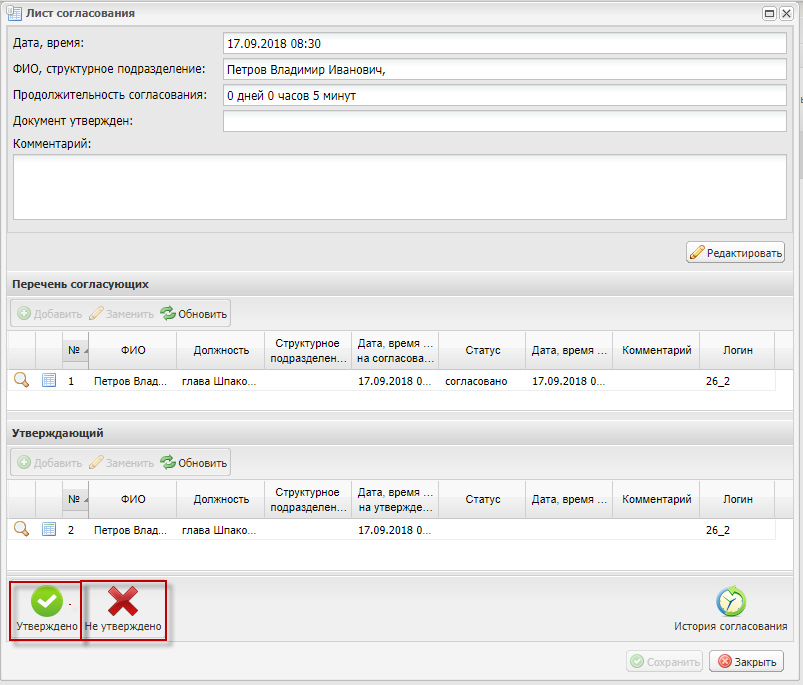 Лист согласования
Дата, время: 17.09.2018 08:30
ФИО, структурное подразделение: Петров Владимир Иванович,
Продолжительность согласования: 0 дней 0 часов 5 минут
Документ утвержден:
Комментарий:
Редактировать
Перечень согласующих
Добавить Заменить Обновить
№ ФИО Должность Структурное подразделен... Дата, время ... на согласова... Статус Дата, время ... Комментарий Логин
1 Петров Влад... глава Шпако... 17.09.2018 0... согласовано 17.09.2018 0... 26_2
Утверждающий
Добавить Заменить Обновить
№ ФИО Должность Структурное подразделен... Дата, время ... на утвержде... Статус Дата, время ... Комментарий Логин
2 Петров Влад... глава Шпако... 17.09.2018 0... 26_2
Утверждено Не утверждено История согласования
Сохранить Закрыть